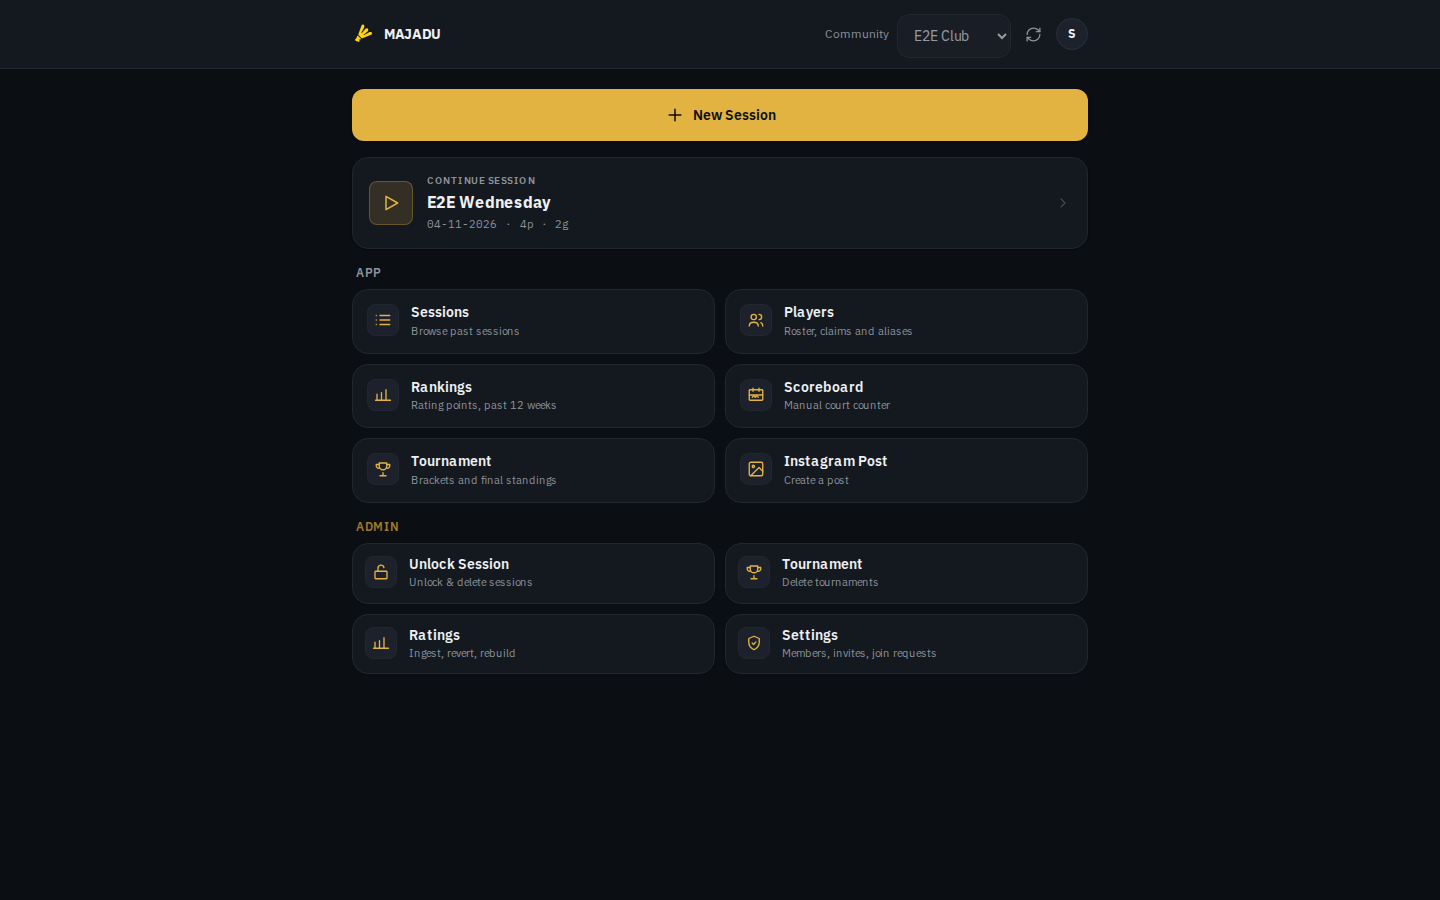 MAJADU
Community
E2E Club
S
New Session
CONTINUE SESSION
E2E Wednesday
04-11-2026 · 4p · 2g
APP
Sessions
Browse past sessions
Players
Roster, claims and aliases
Rankings
Rating points, past 12 weeks
Scoreboard
Manual court counter
Tournament
Brackets and final standings
Instagram Post
Create a post
ADMIN
Unlock Session
Unlock & delete sessions
Tournament
Delete tournaments
Ratings
Ingest, revert, rebuild
Settings
Members, invites, join requests